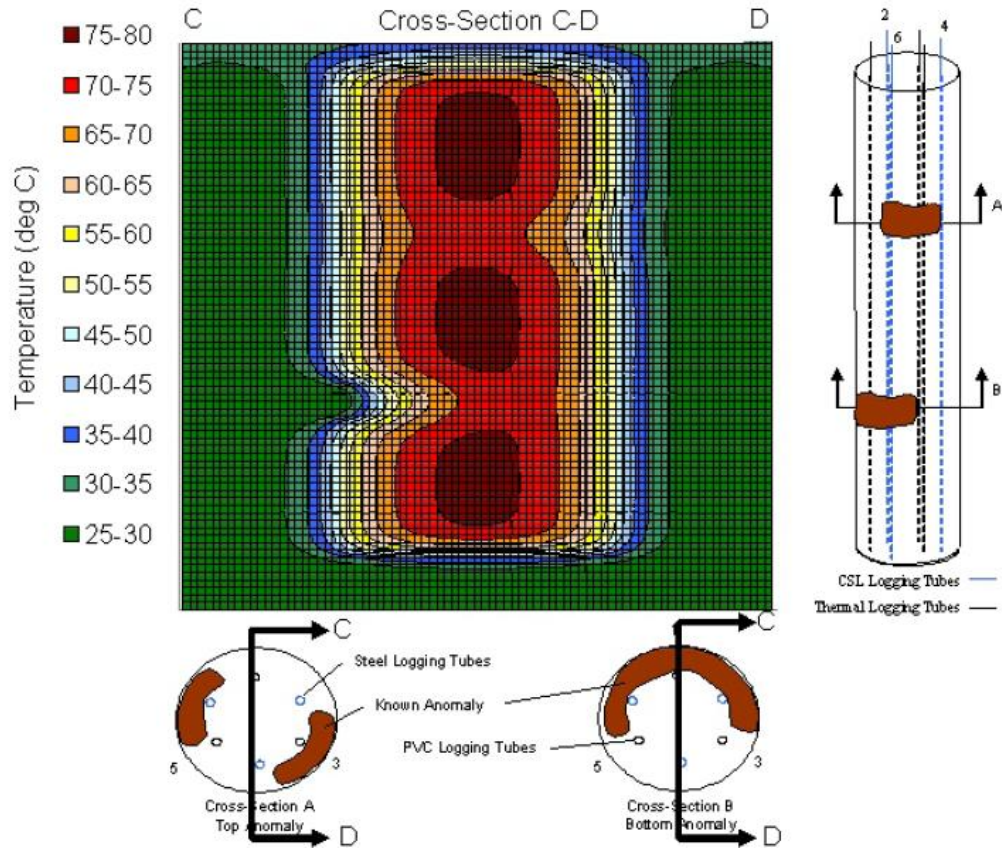 C Cross-Section C-D D
Temperature (deg C)
75-80
70-75
65-70
60-65
55-60
50-55
45-50
40-45
35-40
30-35
25-30
2
6
4
A
B
CSL Logging Tubes
Thermal Logging Tubes
C
Steel Logging Tubes
Known Anomaly
PVC Logging Tubes
5
3
Cross-Section A
Top Anomaly
D
C
5
3
Cross-Section B
Bottom Anomaly
D